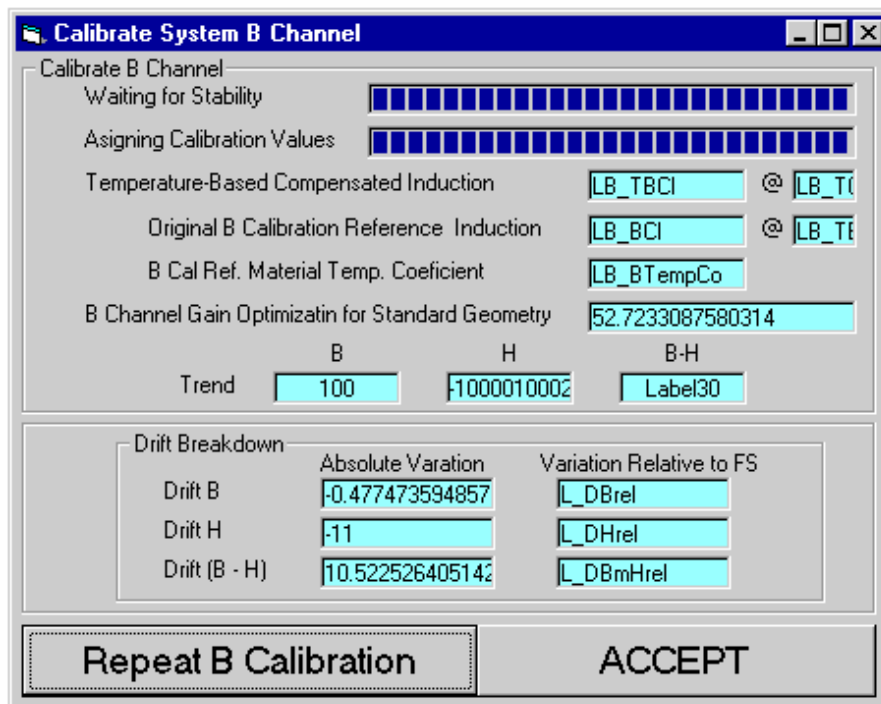 Calibrate System B Channel
Calibrate B Channel
Waiting for Stability
Asigning Calibration Values
Temperature-Based Compensated Induction LB_TBCI @ LB_T(
Original B Calibration Reference Induction LB_BCI @ LB_TE
B Cal Ref. Material Temp. Coeficient LB_BTempCo
B Channel Gain Optimizatin for Standard Geometry 52.7233087580314
B H B-H
Trend 100 -1000010002 Label30
Drift Breakdown
Absolute Varation Variation Relative to FS
Drift B -0.477473594857 L_DBrel
Drift H -11 L_DHrel
Drift (B - H) 10.522526405142 L_DBmHrel
Repeat B Calibration ACCEPT